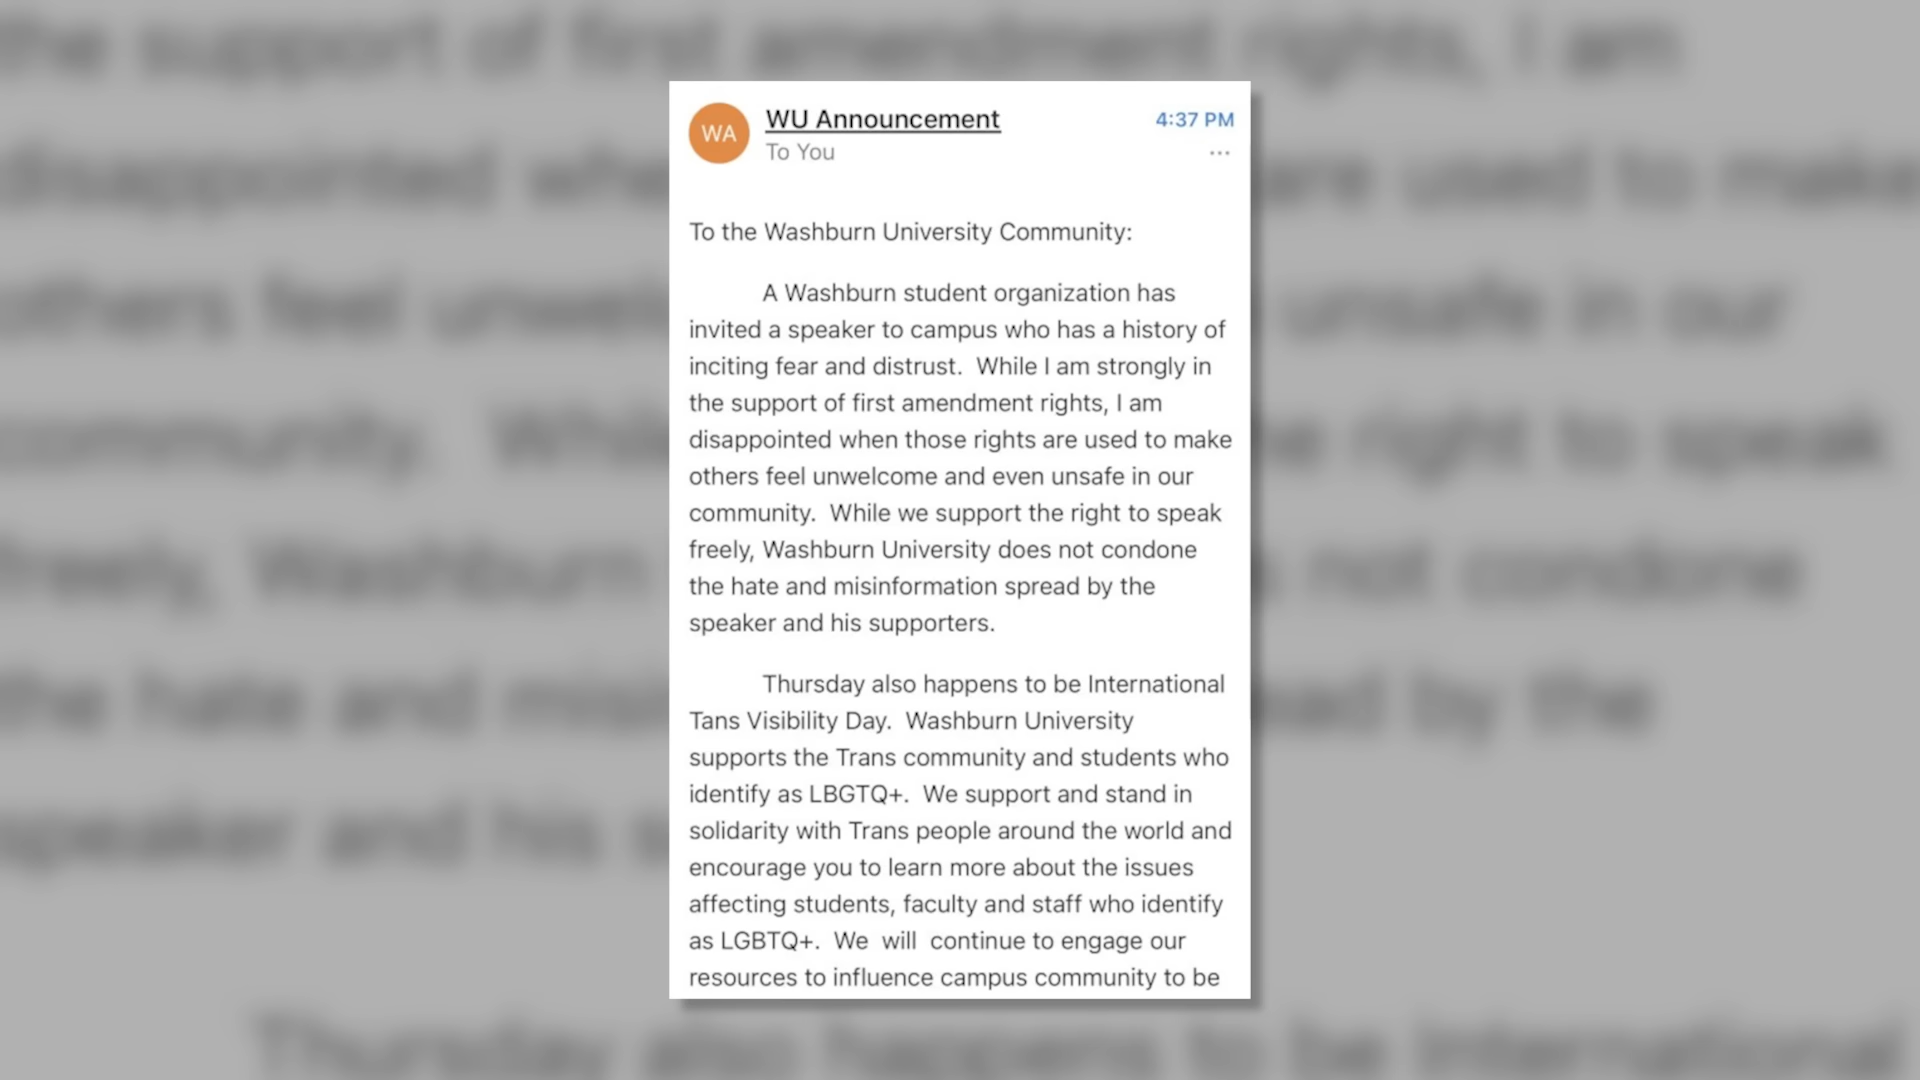 WA
WU Announcement
4:37 PM
To You
...
To the Washburn University Community:
A Washburn student organization has
invited a speaker to campus who has a history of
inciting fear and distrust.  While I am strongly in
the support of first amendment rights, I am
disappointed when those rights are used to make
others feel unwelcome and even unsafe in our
community.  While we support the right to speak
freely, Washburn University does not condone
the hate and misinformation spread by the
speaker and his supporters.
Thursday also happens to be International
Tans Visibility Day.  Washburn University
supports the Trans community and students who
identify as LBGTQ+.  We support and stand in
solidarity with Trans people around the world and
encourage you to learn more about the issues
affecting students, faculty and staff who identify
as LGBTQ+.  We  will  continue to engage our
resources to influence campus community to be